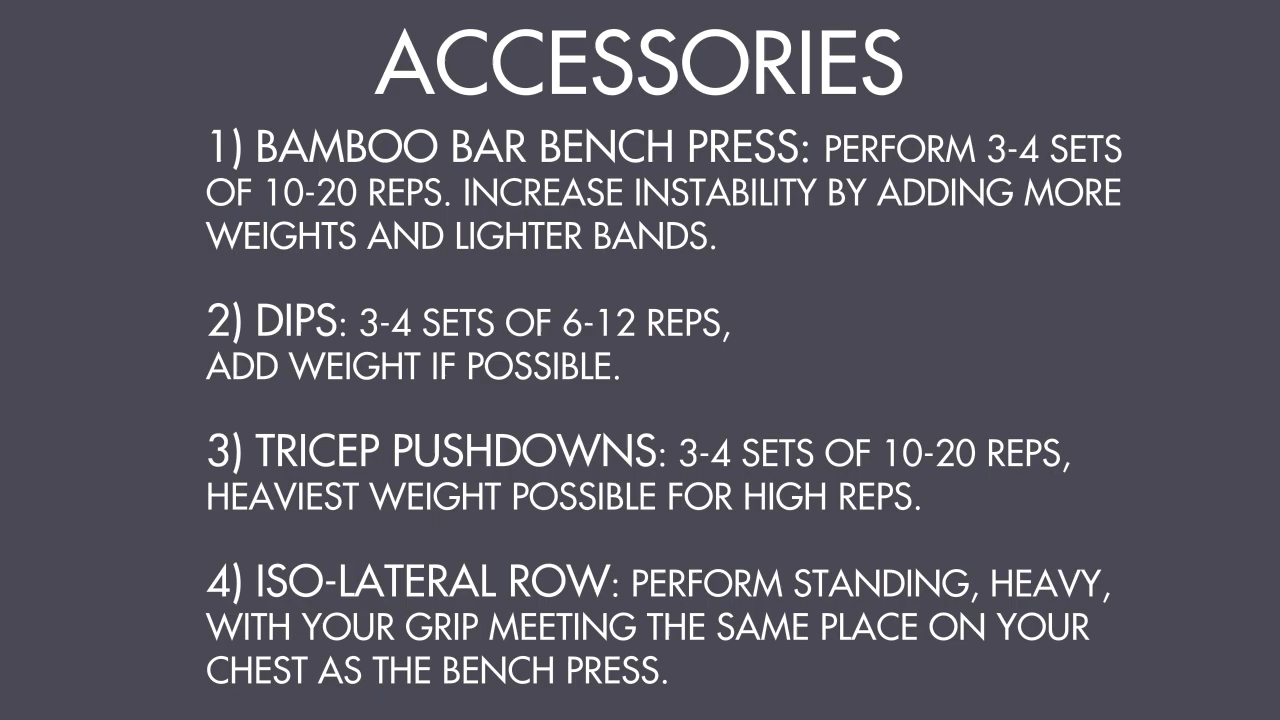 ACCESSORIES
1) BAMBOO BAR BENCH PRESS: PERFORM 3-4 SETS
OF 10-20 REPS. INCREASE INSTABILITY BY ADDING MORE
WEIGHTS AND LIGHTER BANDS.
2) DIPS: 3-4 SETS OF 6-12 REPS,
ADD WEIGHT IF POSSIBLE.
3) TRICEP PUSHDOWNS: 3-4 SETS OF 10-20 REPS,
HEAVIEST WEIGHT POSSIBLE FOR HIGH REPS.
4) ISO-LATERAL ROW: PERFORM STANDING, HEAVY,
WITH YOUR GRIP MEETING THE SAME PLACE ON YOUR
CHEST AS THE BENCH PRESS.